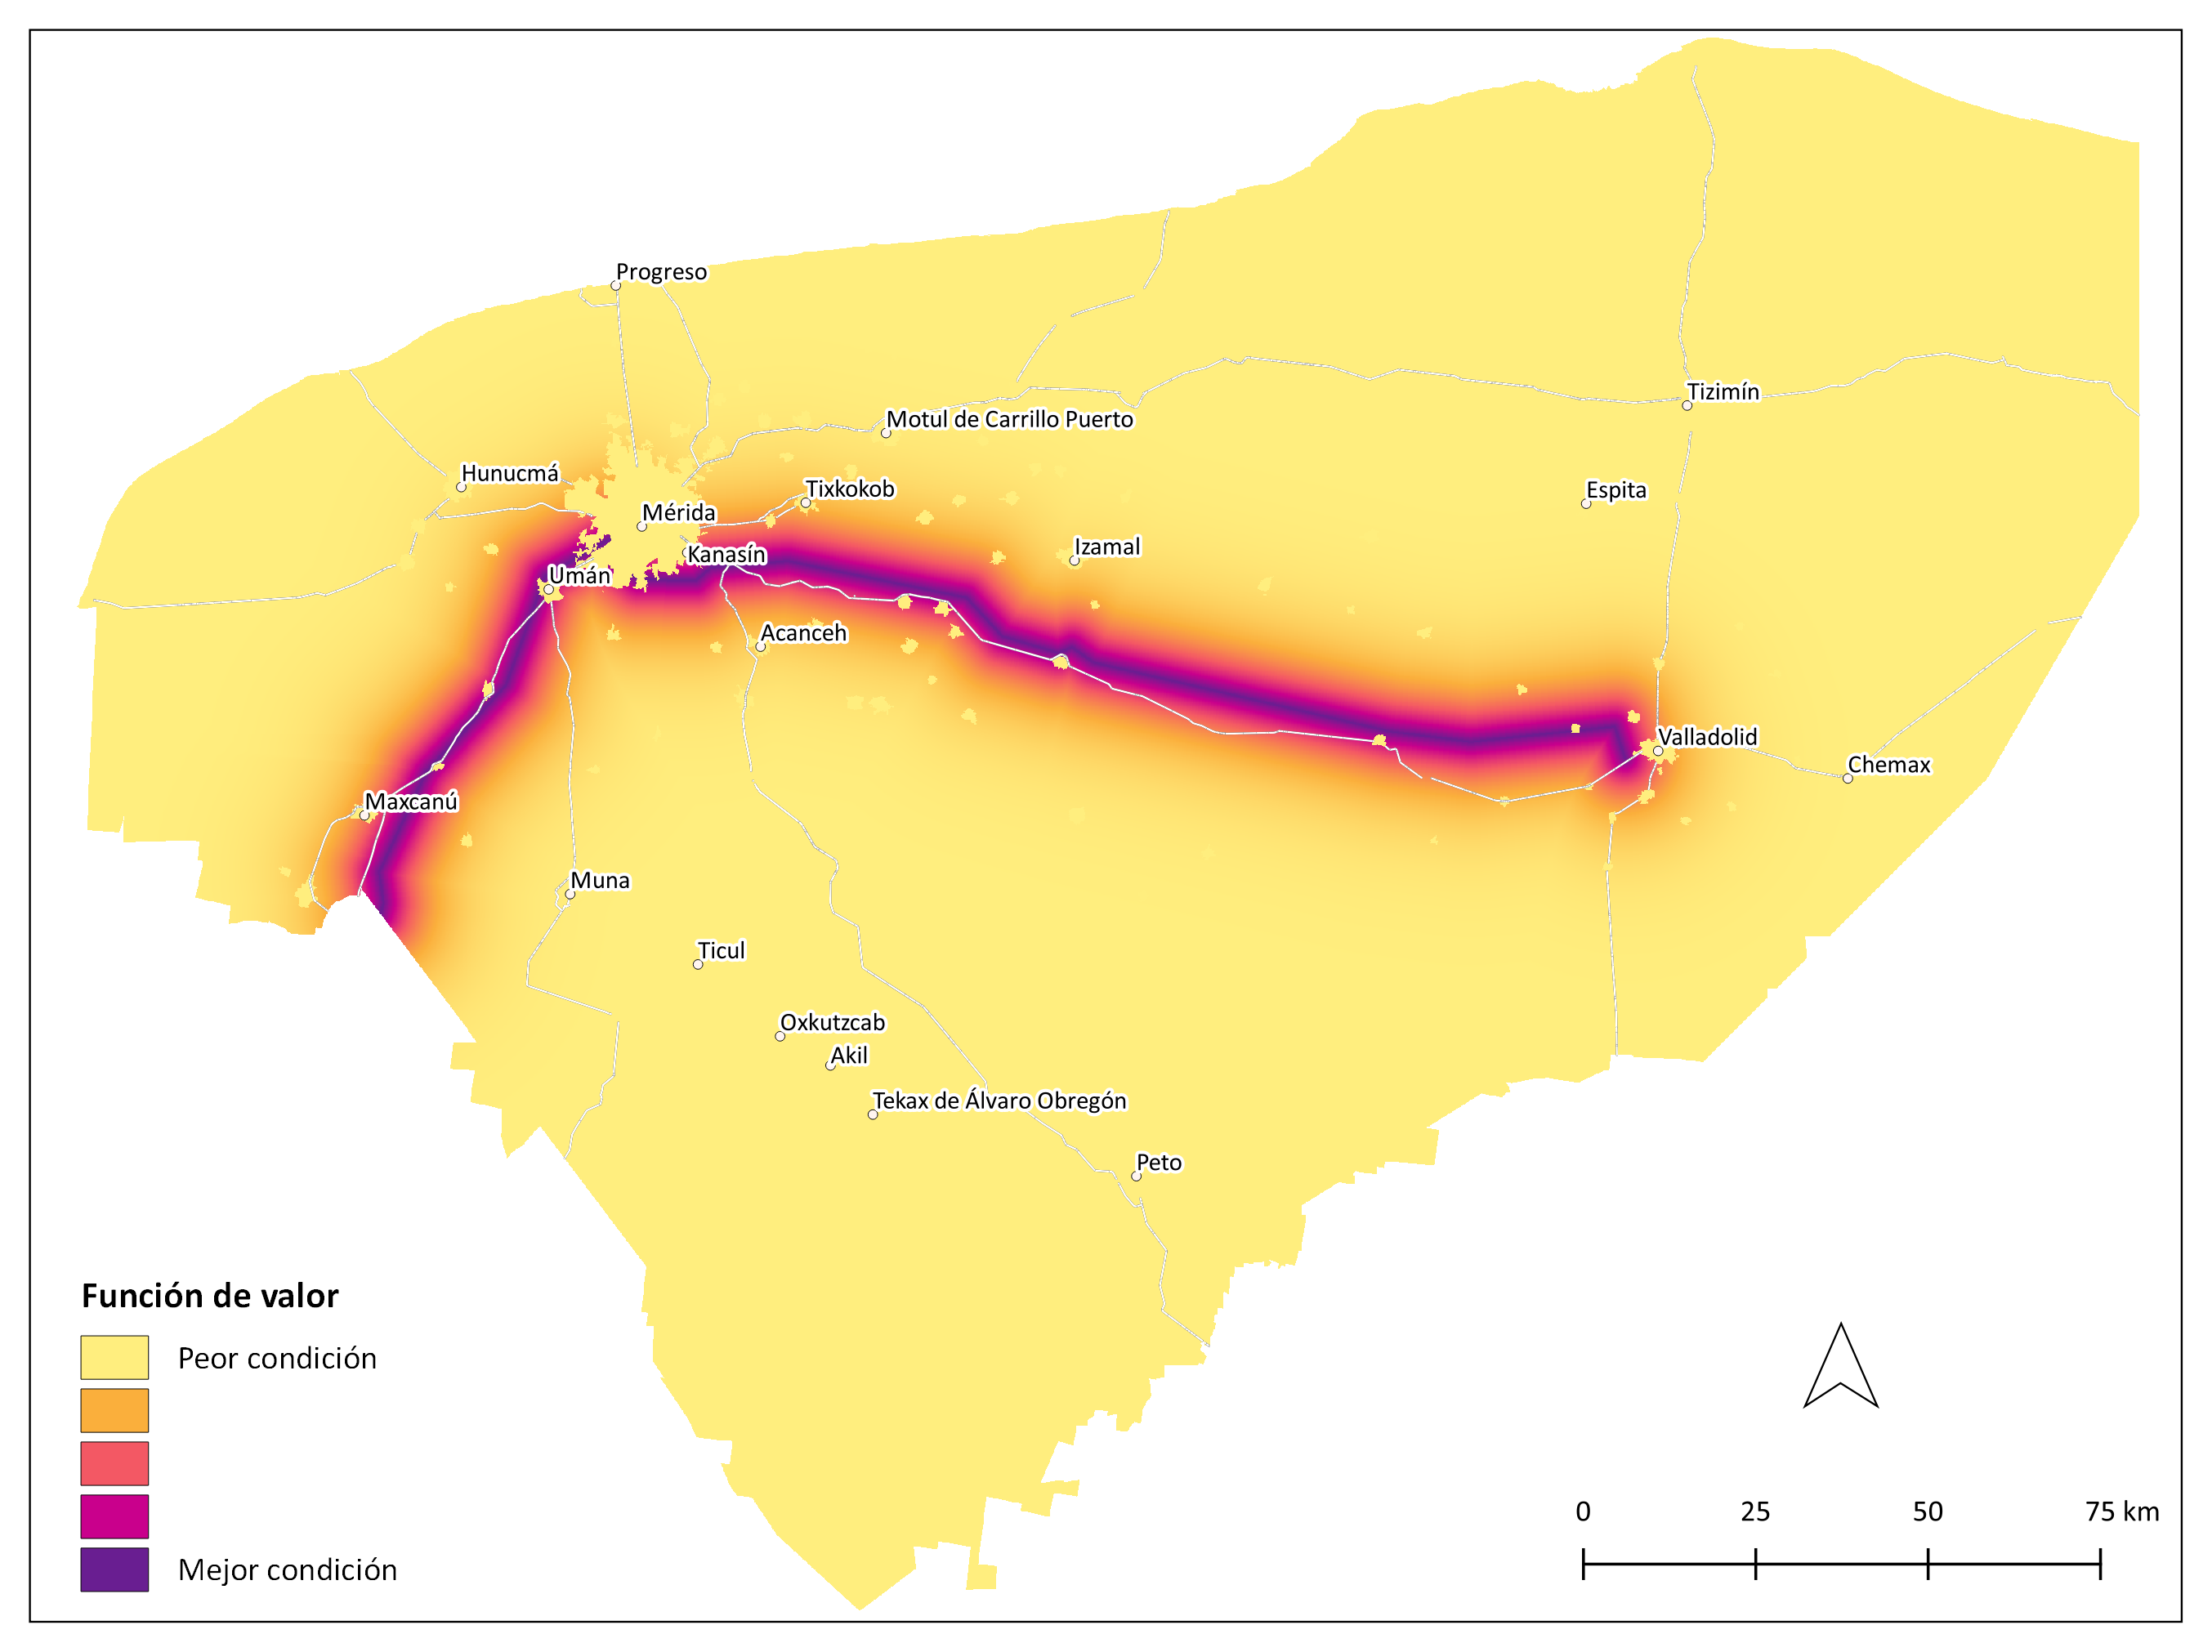 Progreso
Tizimín
Motul de Carrillo Puerto
Hunucmá
Tixkokob
Espita
Mérida
Izamal
Kanasín
Umán
Acanceh
Valladolid
Chemax
Maxcanú
Muna
Ticul
Oxkutzcab
Akil
Tekax de Álvaro Obregón
Peto
Función de valor
Peor condición
Mejor condición
0 25 50 75 km